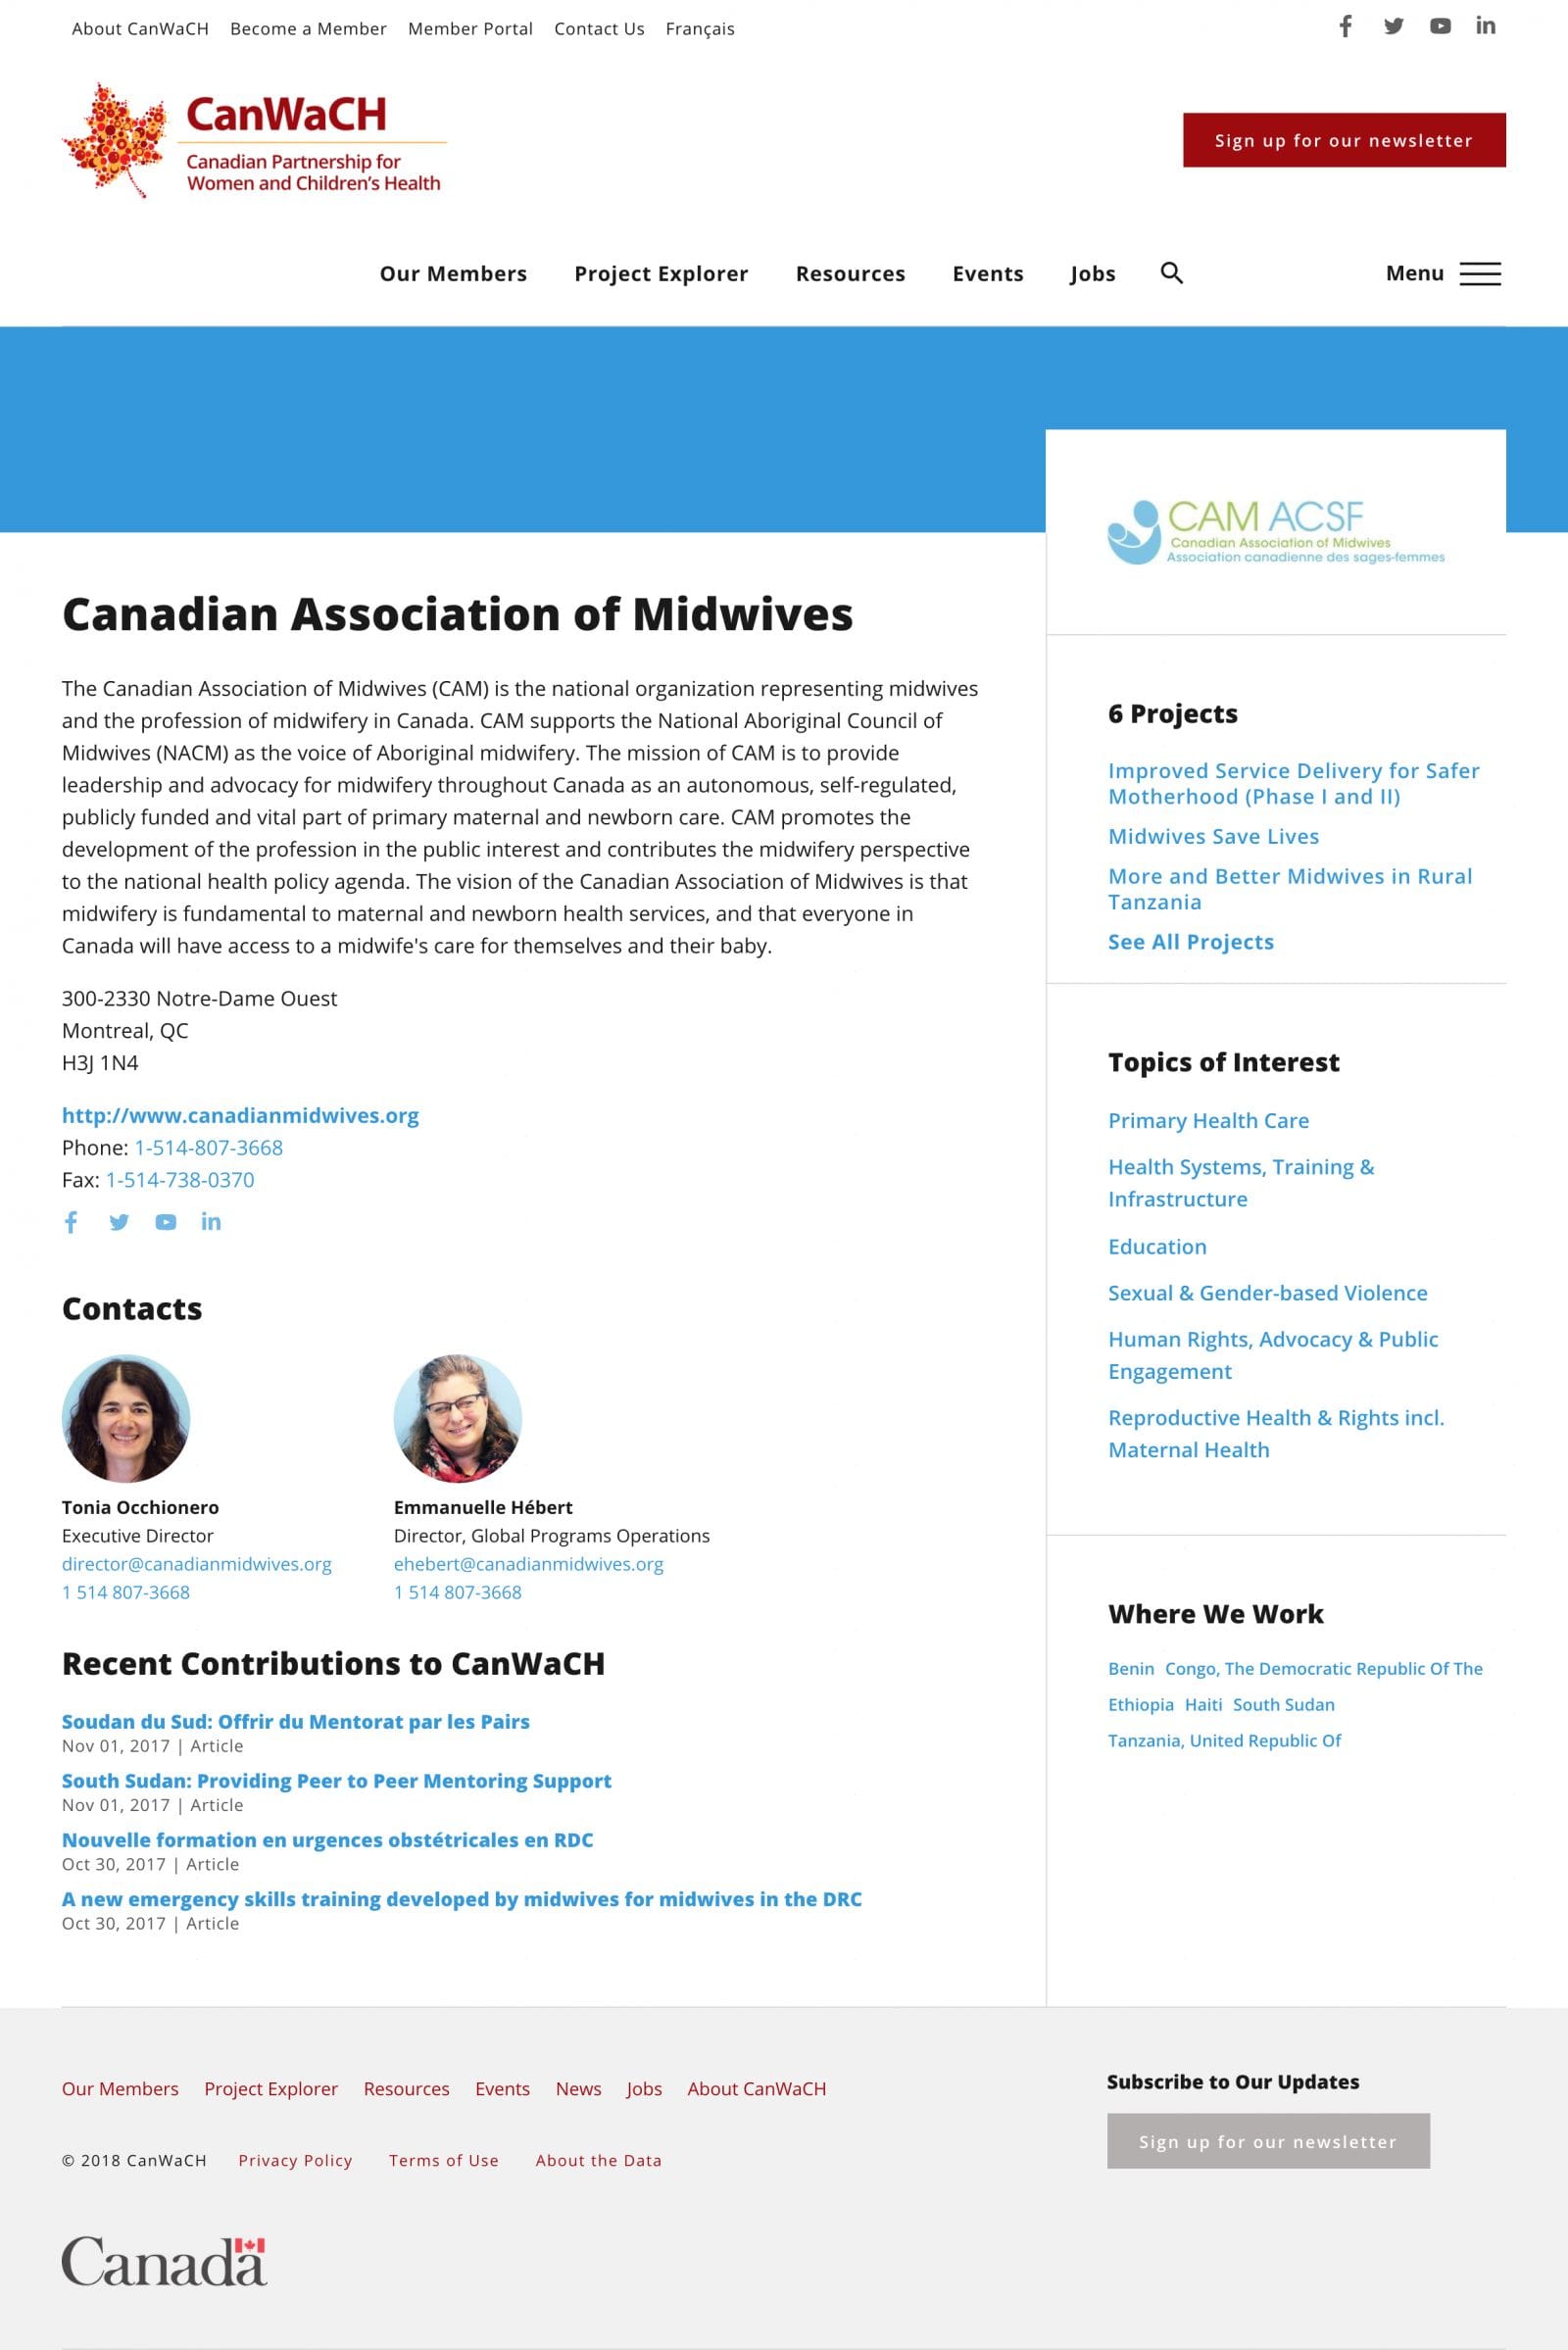 About CanWaCH Become a Member Member Portal Contact Us Français
CanWaCH
Canadian Partnership for
Women and Children's Health
Sign up for our newsletter
Our Members Project Explorer Resources Events Jobs Menu
CAM ACSF
Canadian Association of Midwives
Association canadienne des sages-femmes
Canadian Association of Midwives
The Canadian Association of Midwives (CAM) is the national organization representing midwives
and the profession of midwifery in Canada. CAM supports the National Aboriginal Council of
Midwives (NACM) as the voice of Aboriginal midwifery. The mission of CAM is to provide
leadership and advocacy for midwifery throughout Canada as an autonomous, self-regulated,
publicly funded and vital part of primary maternal and newborn care. CAM promotes the
development of the profession in the public interest and contributes the midwifery perspective
to the national health policy agenda. The vision of the Canadian Association of Midwives is that
midwifery is fundamental to maternal and newborn health services, and that everyone in
Canada will have access to a midwife's care for themselves and their baby.
300-2330 Notre-Dame Ouest
Montreal, QC
H3J 1N4
http://www.canadianmidwives.org
Phone: 1-514-807-3668
Fax: 1-514-738-0370
Contacts
Tonia Occhionero
Executive Director
director@canadianmidwives.org
1 514 807-3668
Emmanuelle Hébert
Director, Global Programs Operations
ehebert@canadianmidwives.org
1 514 807-3668
Recent Contributions to CanWaCH
Soudan du Sud: Offrir du Mentorat par les Pairs
Nov 01, 2017 | Article
South Sudan: Providing Peer to Peer Mentoring Support
Nov 01, 2017 | Article
Nouvelle formation en urgences obstétricales en RDC
Oct 30, 2017 | Article
A new emergency skills training developed by midwives for midwives in the DRC
Oct 30, 2017 | Article
6 Projects
Improved Service Delivery for Safer
Motherhood (Phase I and II)
Midwives Save Lives
More and Better Midwives in Rural
Tanzania
See All Projects
Topics of Interest
Primary Health Care
Health Systems, Training &
Infrastructure
Education
Sexual & Gender-based Violence
Human Rights, Advocacy & Public
Engagement
Reproductive Health & Rights incl.
Maternal Health
Where We Work
Benin Congo, The Democratic Republic Of The
Ethiopia Haiti South Sudan
Tanzania, United Republic Of
Our Members Project Explorer Resources Events News Jobs About CanWaCH
© 2018 CanWaCH Privacy Policy Terms of Use About the Data
Canada
Subscribe to Our Updates
Sign up for our newsletter